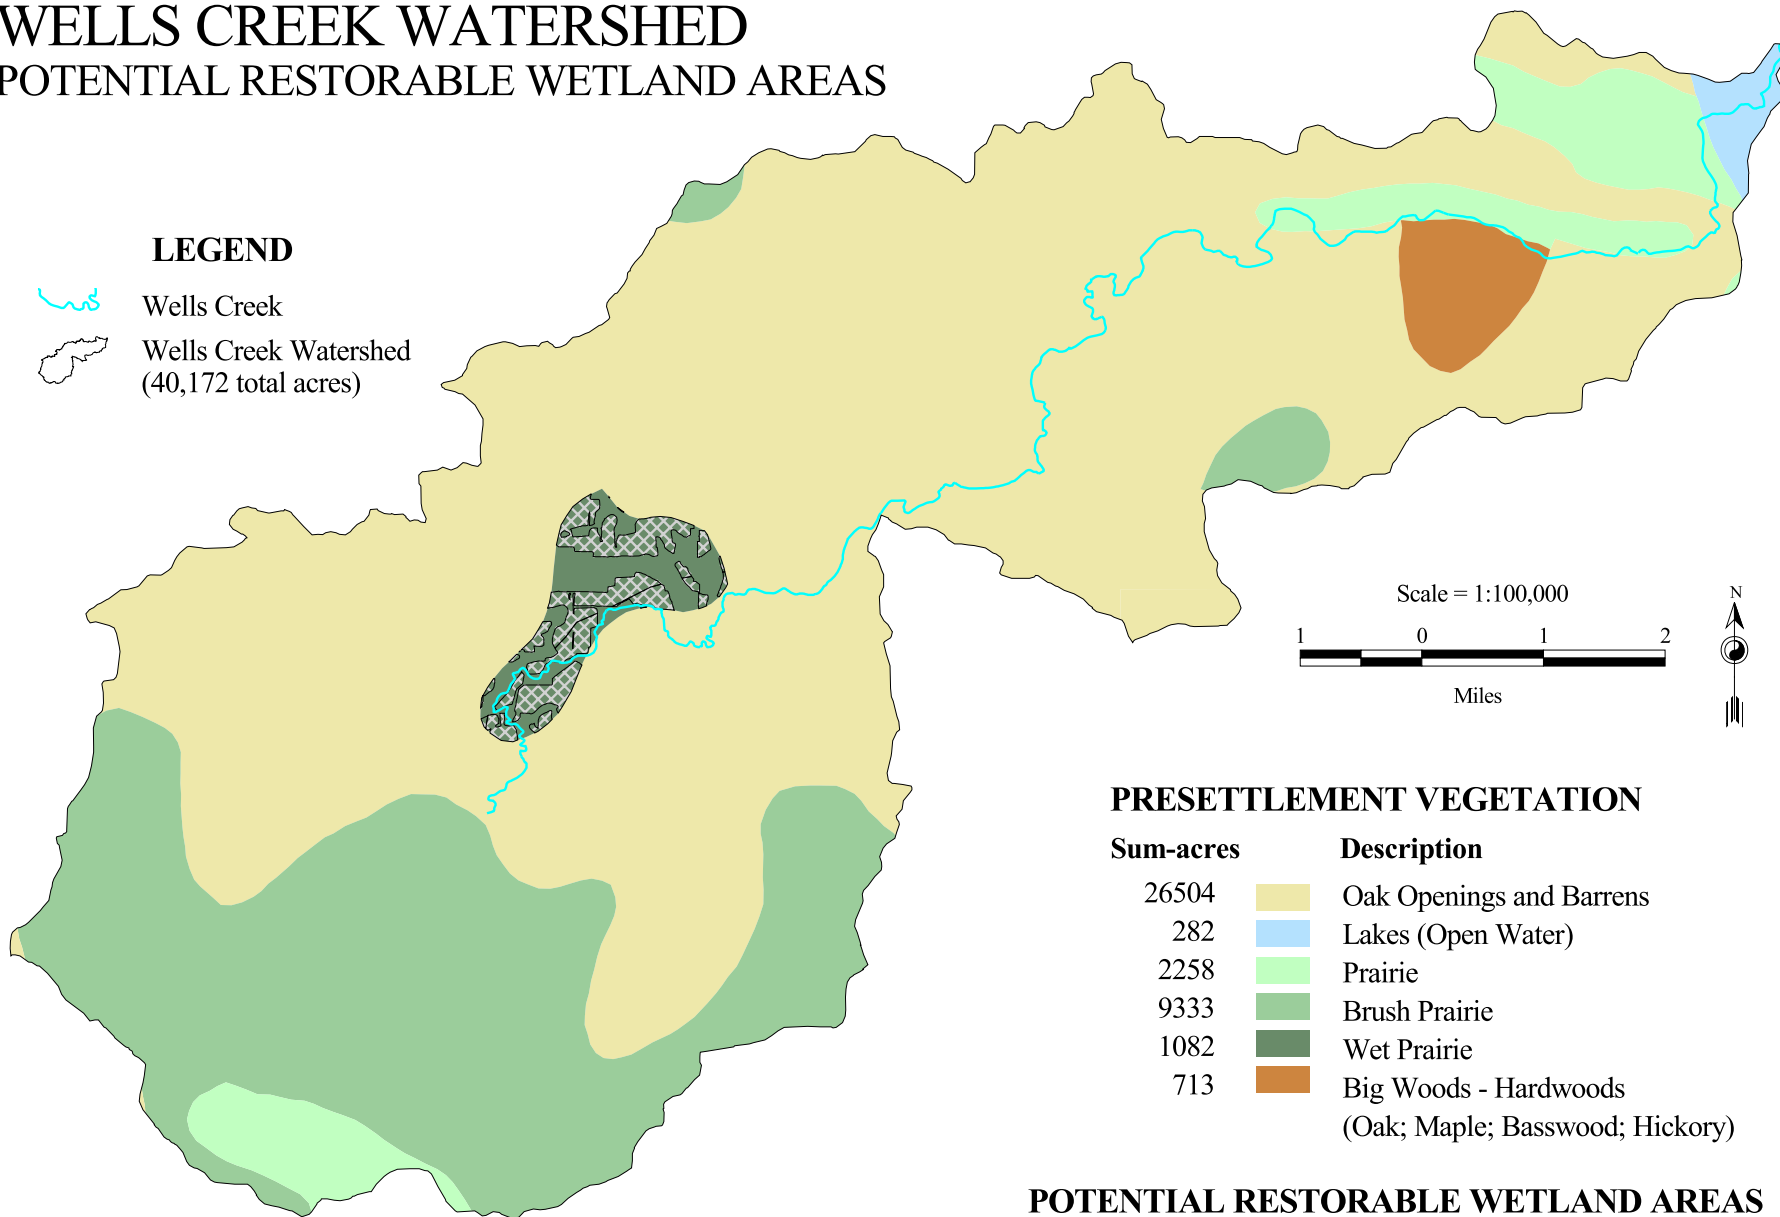 WELLS CREEK WATERSHED
POTENTIAL RESTORABLE WETLAND AREAS
LEGEND
Wells Creek
Wells Creek Watershed
(40,172 total acres)
Scale = 1:100,000
1 0 1 2
Miles
N
PRESETTLEMENT VEGETATION
Sum-acres Description
26504 Oak Openings and Barrens
282 Lakes (Open Water)
2258 Prairie
9333 Brush Prairie
1082 Wet Prairie
713 Big Woods - Hardwoods
(Oak; Maple; Basswood; Hickory)
POTENTIAL RESTORABLE WETLAND AREAS